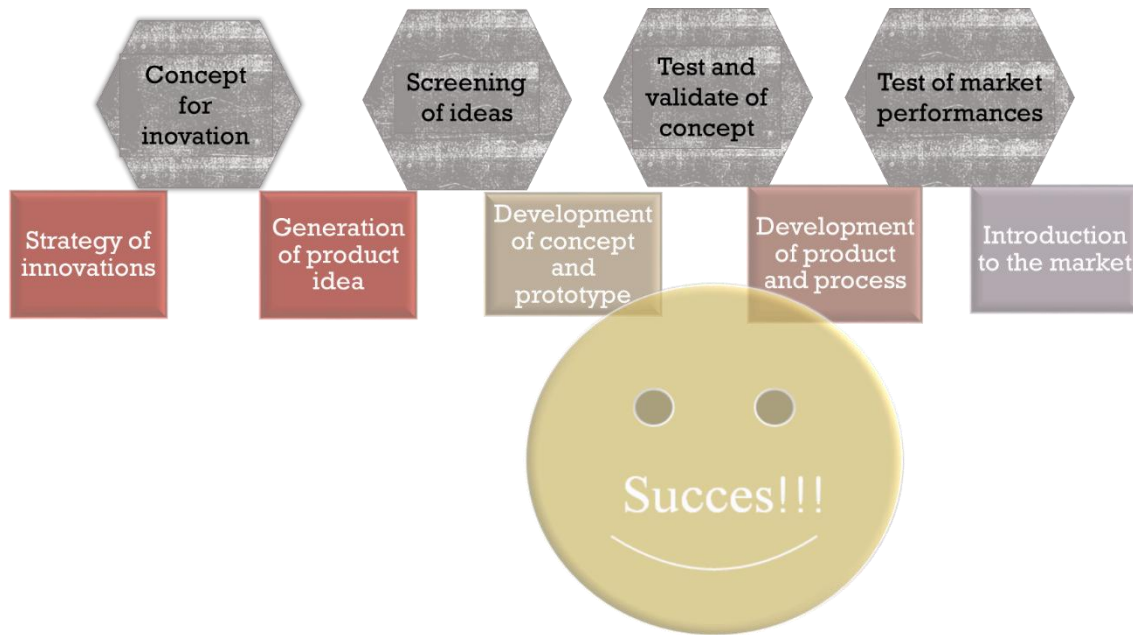 Concept
for
inovation
Screening
of ideas
Test and
validate of
concept
Test of market
performances
Strategy of
innovations
Generation
of product
idea
Development
of concept
and
prototype
Development
of product
and process
Introduction
to the market
Succes!!!